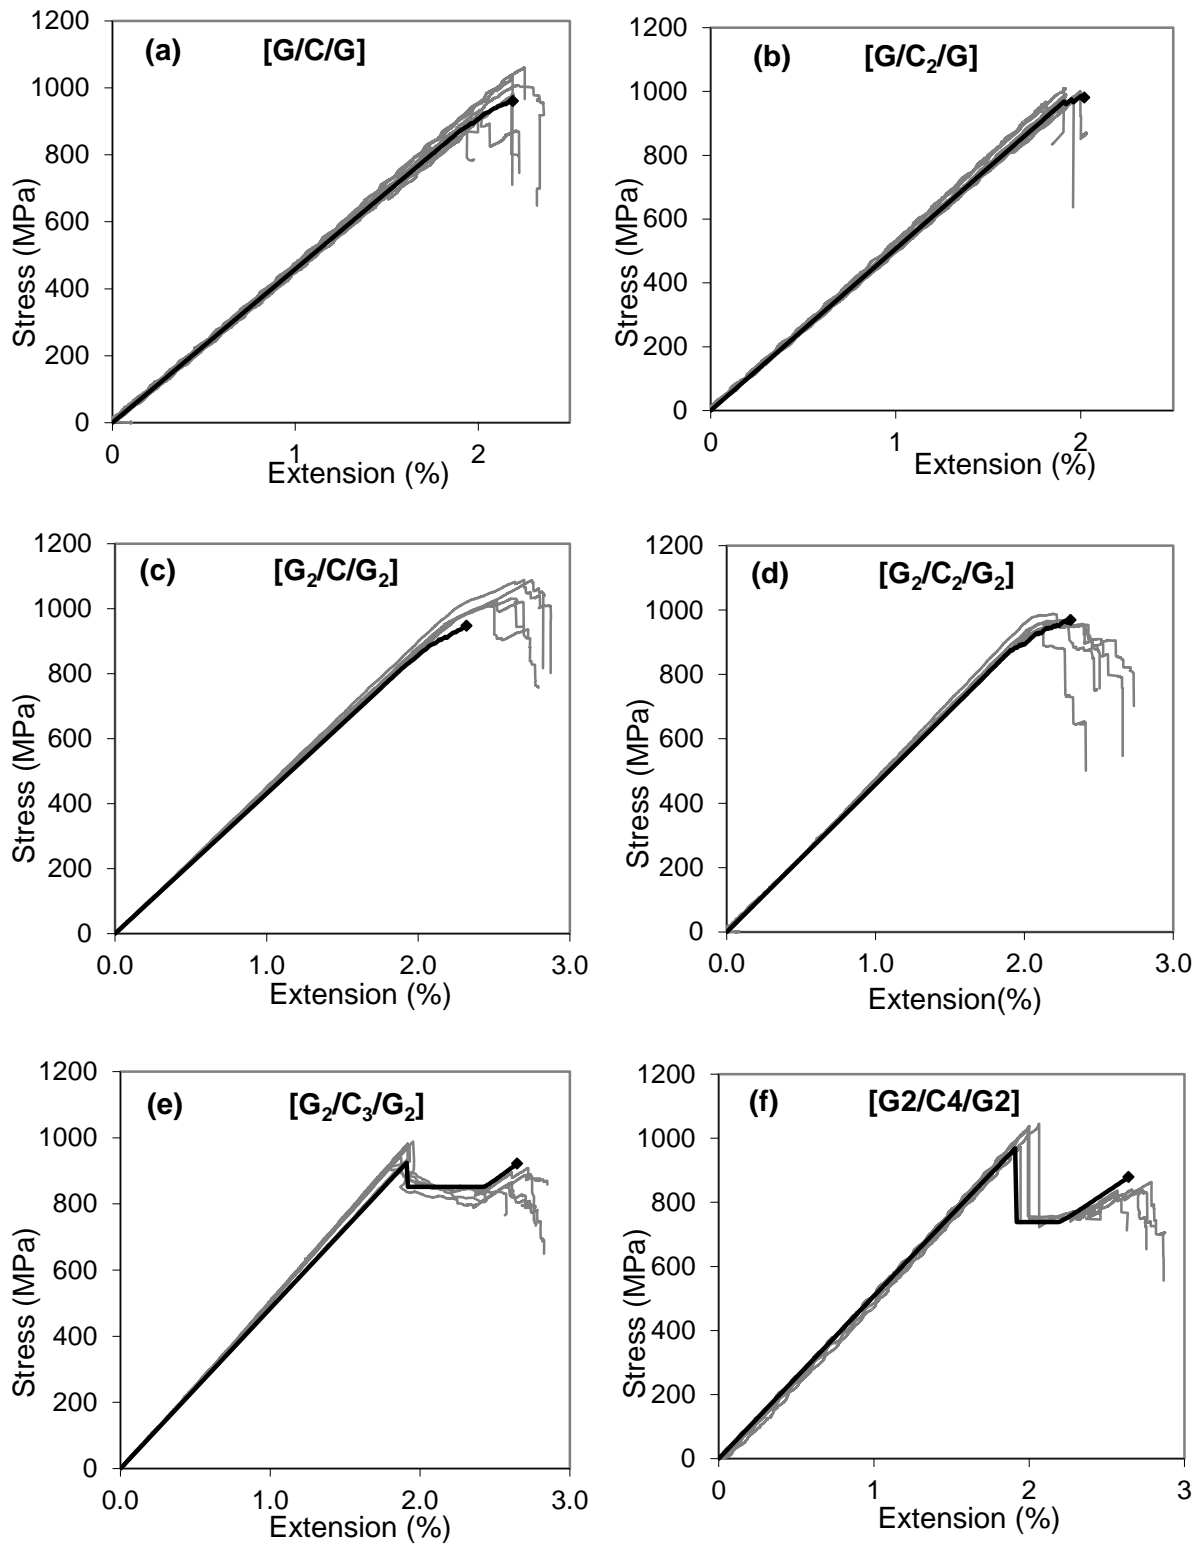 (a) [G/C/G]
1200
1000
800
600
400
200
0
Stress (MPa)
0 1 2
Extension (%)
(b) [G/C₂/G]
1200
1000
800
600
400
200
0
Stress (MPa)
0 1 2
Extension (%)
(c) [G₂/C/G₂]
1200
1000
800
600
400
200
0
Stress (MPa)
0.0 1.0 2.0 3.0
Extension (%)
(d) [G₂/C₂/G₂]
1200
1000
800
600
400
200
0
Stress (MPa)
0.0 1.0 2.0 3.0
Extension(%)
(e) [G₂/C₃/G₂]
1200
1000
800
600
400
200
0
Stress (MPa)
0.0 1.0 2.0 3.0
Extension (%)
(f) [G2/C4/G2]
1200
1000
800
600
400
200
0
Stress (MPa)
0 1 2 3
Extension (%)